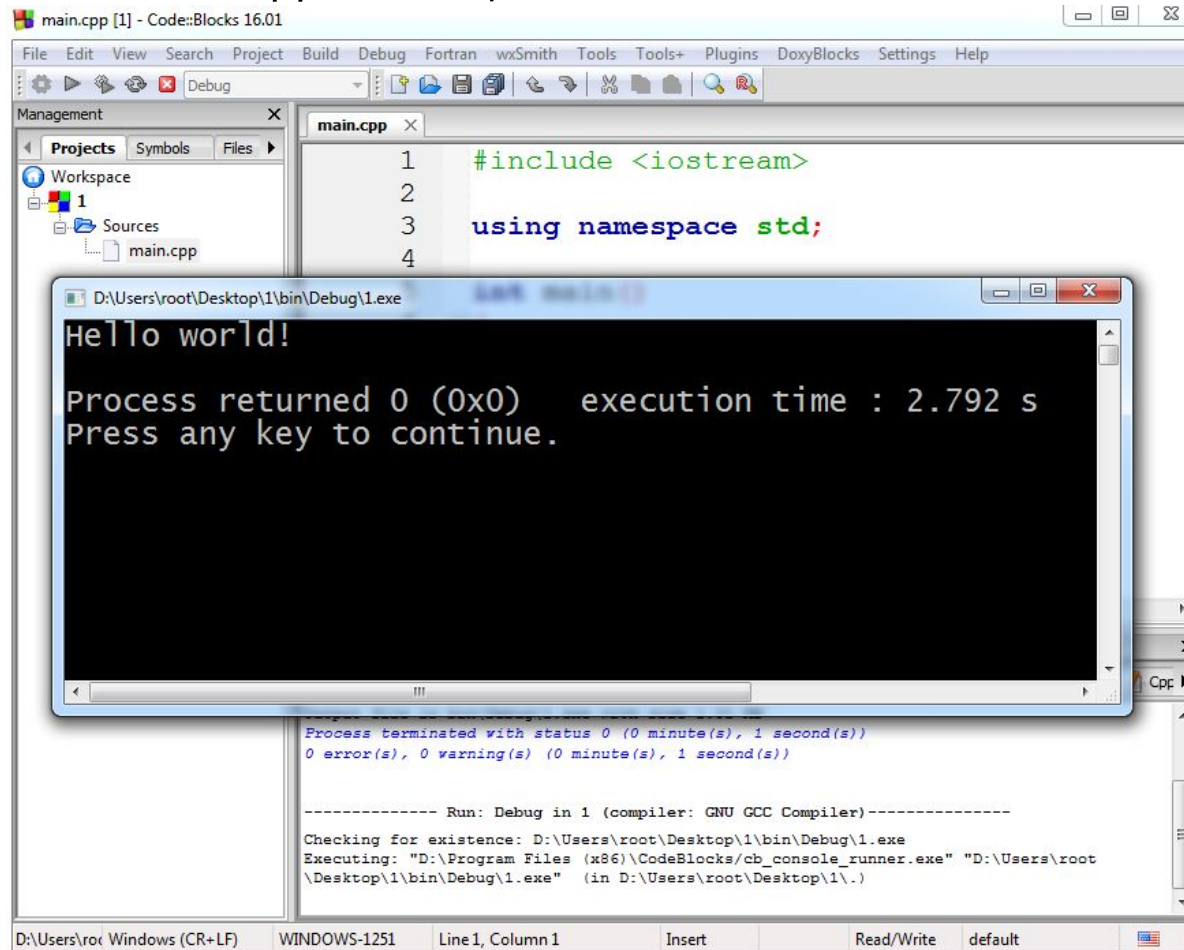 main.cpp [1] - Code::Blocks 16.01
File Edit View Search Project Build Debug Fortran wxSmith Tools Tools+ Plugins DoxyBlocks Settings Help
Debug
Management
main.cpp
Projects Symbols Files
Workspace
1
Sources
main.cpp
1 #include <iostream>
2
3 using namespace std;
4
int main()
D:\Users\root\Desktop\1\bin\Debug\1.exe
Hello world!
Process returned 0 (0x0) execution time : 2.792 s
Press any key to continue.
Cpp
Process terminated with status 0 (0 minute(s), 1 second(s))
0 error(s), 0 warning(s) (0 minute(s), 1 second(s))
-------------- Run: Debug in 1 (compiler: GNU GCC Compiler)---------------
Checking for existence: D:\Users\root\Desktop\1\bin\Debug\1.exe
Executing: "D:\Program Files (x86)\CodeBlocks/cb_console_runner.exe" "D:\Users\root
\Desktop\1\bin\Debug\1.exe" (in D:\Users\root\Desktop\1\.)
D:\Users\roo Windows (CR+LF) WINDOWS-1251 Line 1, Column 1 Insert Read/Write default